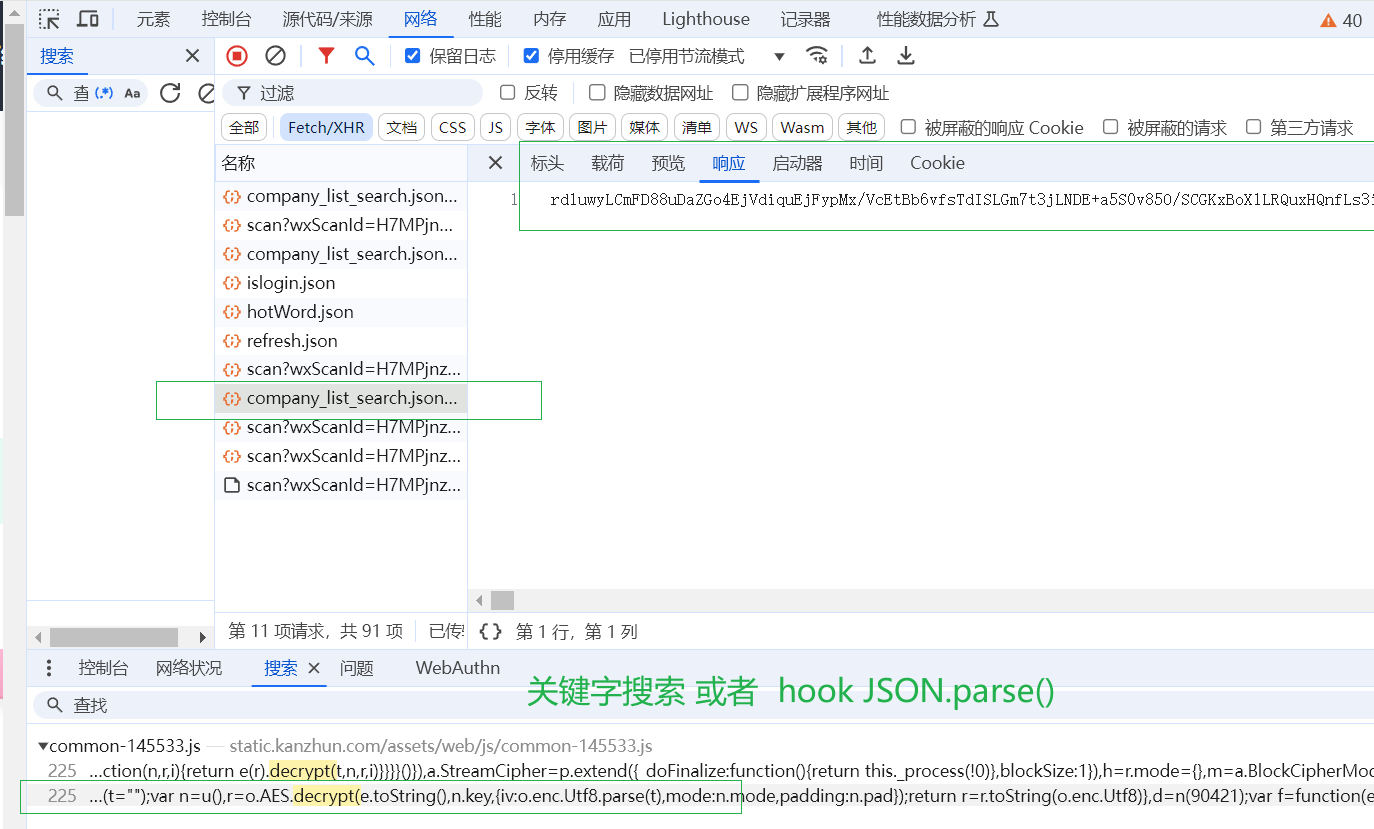 元素 控制台 源代码/来源 网络 性能 内存 应用 Lighthouse 记录器 性能数据分析 40
搜索 保留日志 停用缓存 已停用节流模式
查 (.*) Aa 过滤 反转 隐藏数据网址 隐藏扩展程序网址
全部 Fetch/XHR 文档 CSS JS 字体 图片 媒体 清单 WS Wasm 其他 被屏蔽的响应 Cookie 被屏蔽的请求 第三方请求
名称 标头 载荷 预览 响应 启动器 时间 Cookie
company_list_search.json...
1 rdluwyLCmFD88uDaZGo4EjVdiquEjFypMx/VcEtBb6vfsTdISLGm7t3jLNDE+a5S0v850/SCGKxBoX1LRQuxHQnfLs3
scan?wxScanId=H7MPjn...
company_list_search.json...
islogin.json
hotWord.json
refresh.json
scan?wxScanId=H7MPjnz...
company_list_search.json...
scan?wxScanId=H7MPjnz...
scan?wxScanId=H7MPjnz...
scan?wxScanId=H7MPjnz...
第 11 项请求，共 91 项 已传 {} 第 1 行，第 1 列
控制台 网络状况 搜索 问题 WebAuthn
关键字搜索 或者 hook JSON.parse()
查找
▼common-145533.js — static.kanzhun.com/assets/web/js/common-145533.js
225 ...ction(n,r,i){return e(r).decrypt(t,n,r,i)}}}}()}),a.StreamCipher=p.extend({_doFinalize:function(){return this._process(!0)},blockSize:1}),h=r.mode={},m=a.BlockCipherMod
225 ...(t="");var n=u(),r=o.AES.decrypt(e.toString(),n.key,{iv:o.enc.Utf8.parse(t),mode:n.mode,padding:n.pad});return r=r.toString(o.enc.Utf8)},d=n(90421);var f=function(e